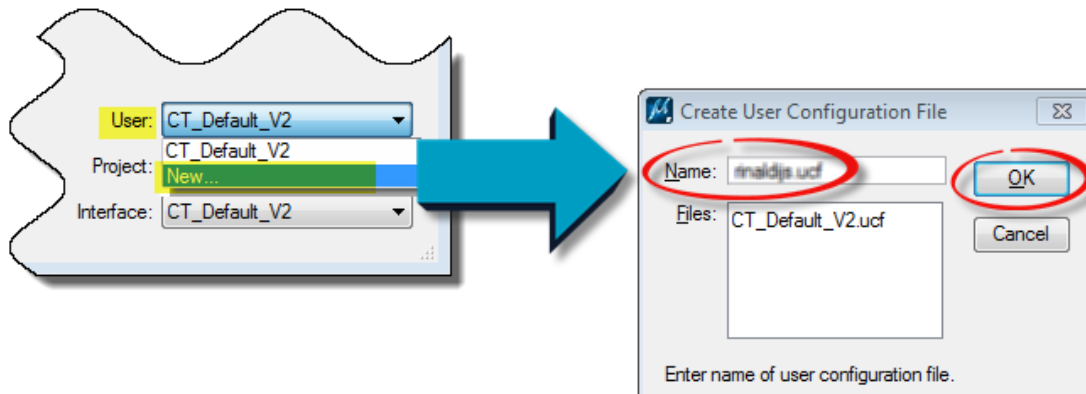 User: CT_Default_V2
CT_Default_V2
Project:
New...
Interface: CT_Default_V2
Create User Configuration File
Name:
OK
Files: CT_Default_V2.ucf
Cancel
Enter name of user configuration file.